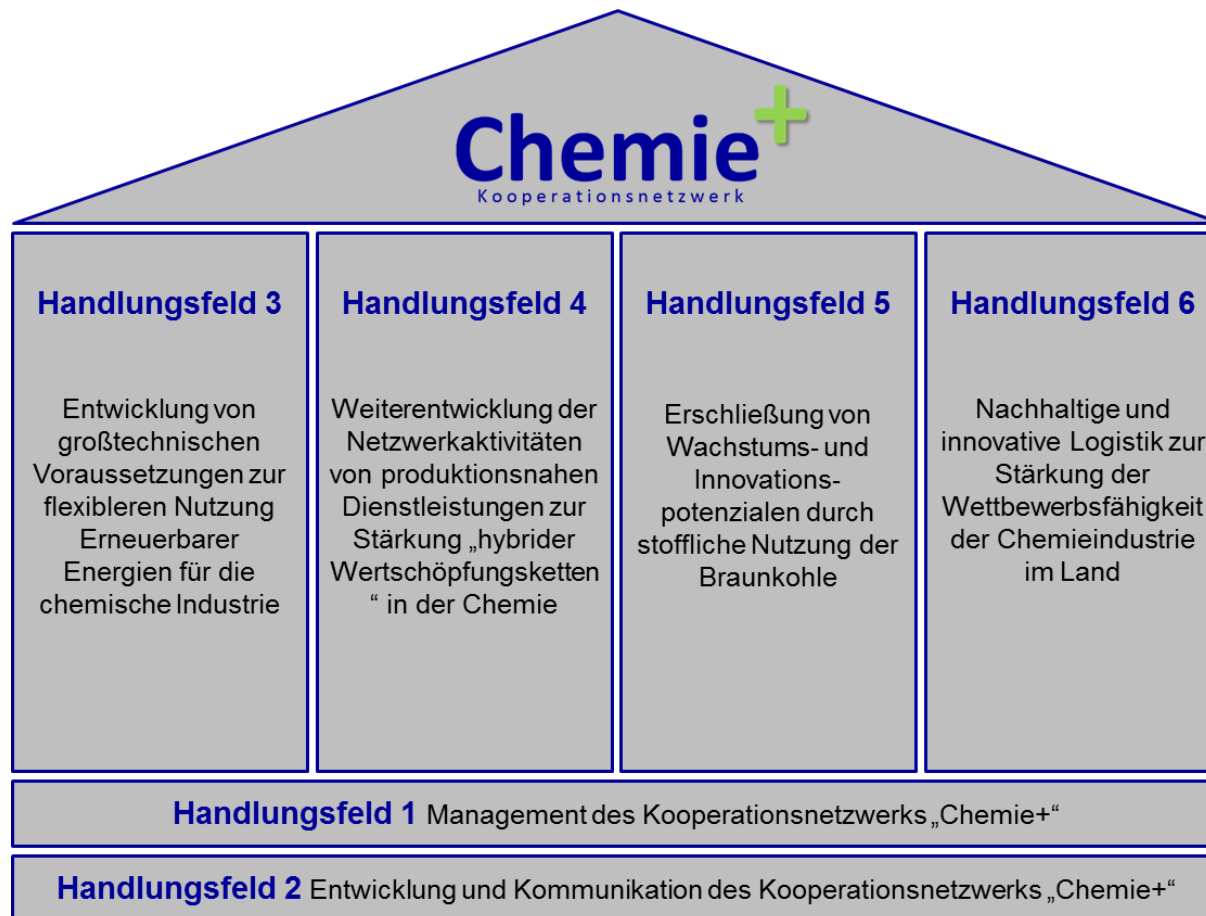 Chemie+
Kooperationsnetzwerk
Handlungsfeld 3
Entwicklung von
großtechnischen
Voraussetzungen zur
flexibleren Nutzung
Erneuerbarer
Energien für die
chemische Industrie
Handlungsfeld 4
Weiterentwicklung der
Netzwerkaktivitäten
von produktionsnahen
Dienstleistungen zur
Stärkung „hybrider
Wertschöpfungsketten
“ in der Chemie
Handlungsfeld 5
Erschließung von
Wachstums- und
Innovations-
potenzialen durch
stoffliche Nutzung der
Braunkohle
Handlungsfeld 6
Nachhaltige und
innovative Logistik zur
Stärkung der
Wettbewerbsfähigkeit
der Chemieindustrie
im Land
Handlungsfeld 1 Management des Kooperationsnetzwerks „Chemie+“
Handlungsfeld 2 Entwicklung und Kommunikation des Kooperationsnetzwerks „Chemie+“